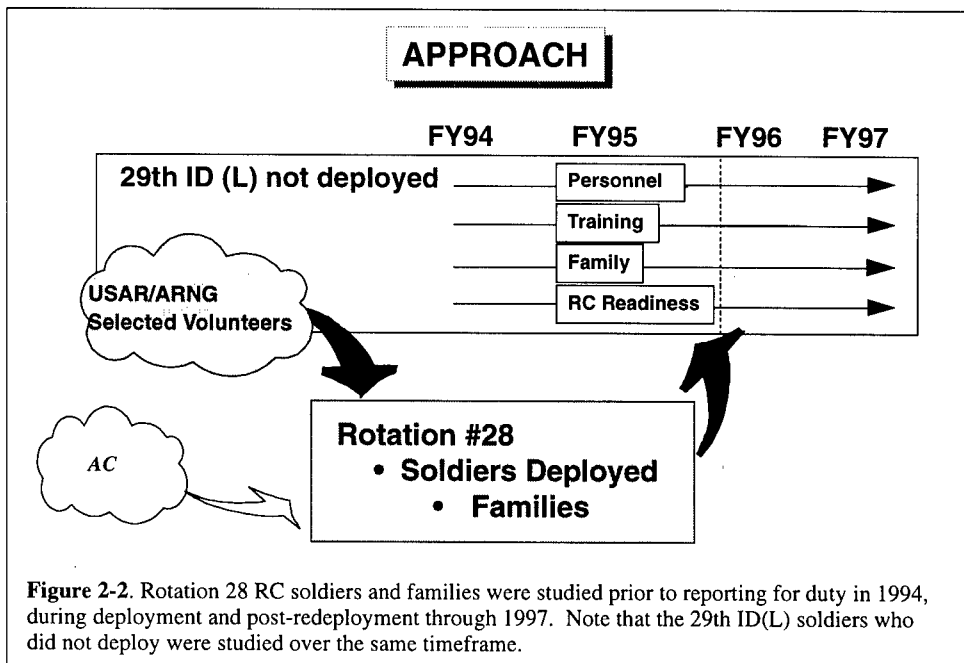 APPROACH
FY94 FY95 FY96 FY97
29th ID (L) not deployed
Personnel
Training
Family
RC Readiness
USAR/ARNG
Selected Volunteers
AC
Rotation #28
• Soldiers Deployed
• Families
Figure 2-2. Rotation 28 RC soldiers and families were studied prior to reporting for duty in 1994,
during deployment and post-redeployment through 1997. Note that the 29th ID(L) soldiers who
did not deploy were studied over the same timeframe.